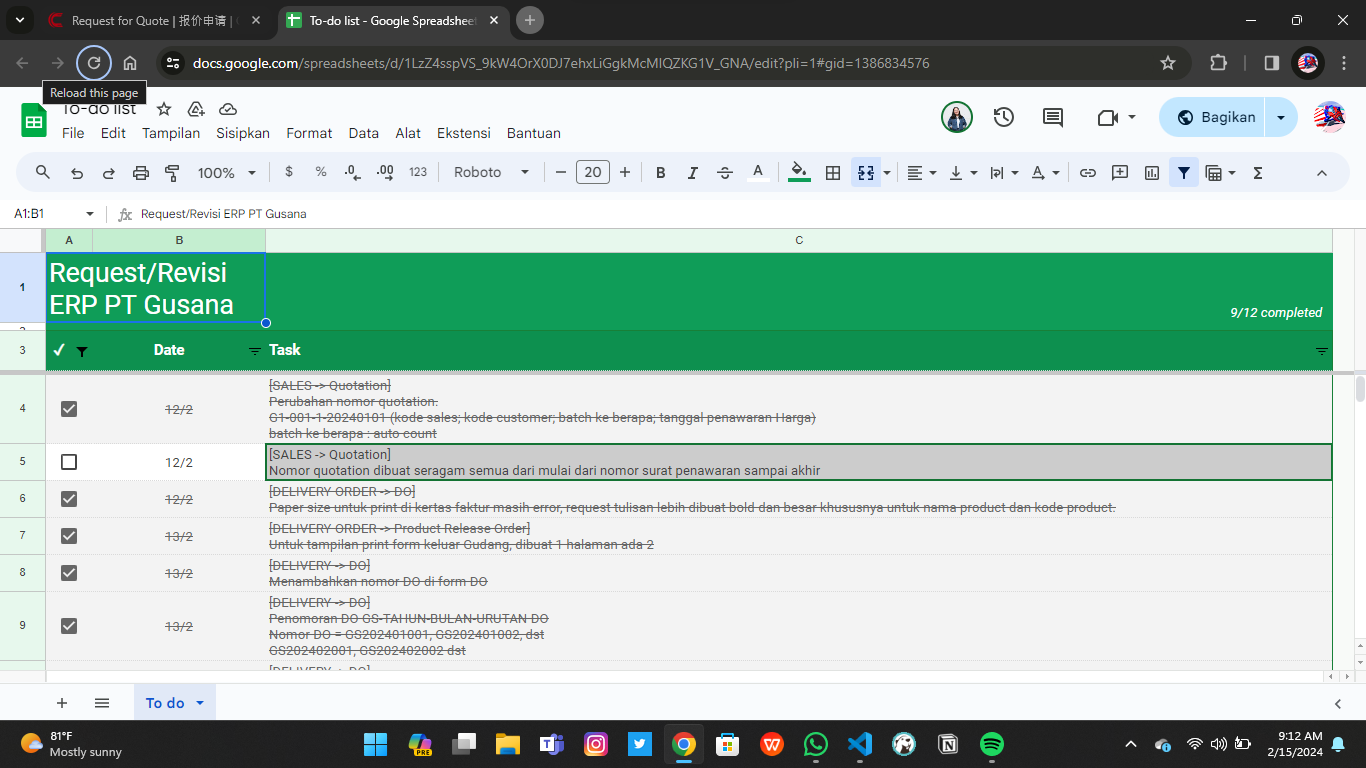 Request for Quote | 报价申请 |
To-do list - Google Spreadsheet
docs.google.com/spreadsheets/d/1LzZ4sspVS_9kW4OrX0DJ7ehxLiGgkMcMIQZKG1V_GNA/edit?pli=1#gid=1386834576
Reload this page
To-do list
File Edit Tampilan Sisipkan Format Data Alat Ekstensi Bantuan
Bagikan
100% $ % .0 .00 123 Roboto 20 B I A A
A1:B1 fx Request/Revisi ERP PT Gusana
A B C
1 Request/Revisi
ERP PT Gusana
9/12 completed
3 ✓ Date Task
4 12/2 [SALES -> Quotation]
Perubahan nomor quotation.
G1-001-1-20240101 (kode sales; kode customer; batch ke berapa; tanggal penawaran Harga)
batch ke berapa : auto count
5 12/2 [SALES -> Quotation]
Nomor quotation dibuat seragam semua dari mulai dari nomor surat penawaran sampai akhir
6 12/2 [DELIVERY ORDER -> DO]
Paper size untuk print di kertas faktur masih error, request tulisan lebih dibuat bold dan besar khususnya untuk nama product dan kode product.
7 13/2 [DELIVERY ORDER -> Product Release Order]
Untuk tampilan print form keluar Gudang, dibuat 1 halaman ada 2
8 13/2 [DELIVERY -> DO]
Menambahkan nomor DO di form DO
9 13/2 [DELIVERY -> DO]
Penomoran DO GS-TAHUN-BULAN-URUTAN DO
Nomor DO = GS202401001, GS202401002, dst
GS202402001, GS202402002 dst
[DELIVERY -> DO]
To do
81°F
Mostly sunny
PRE
9:12 AM
2/15/2024